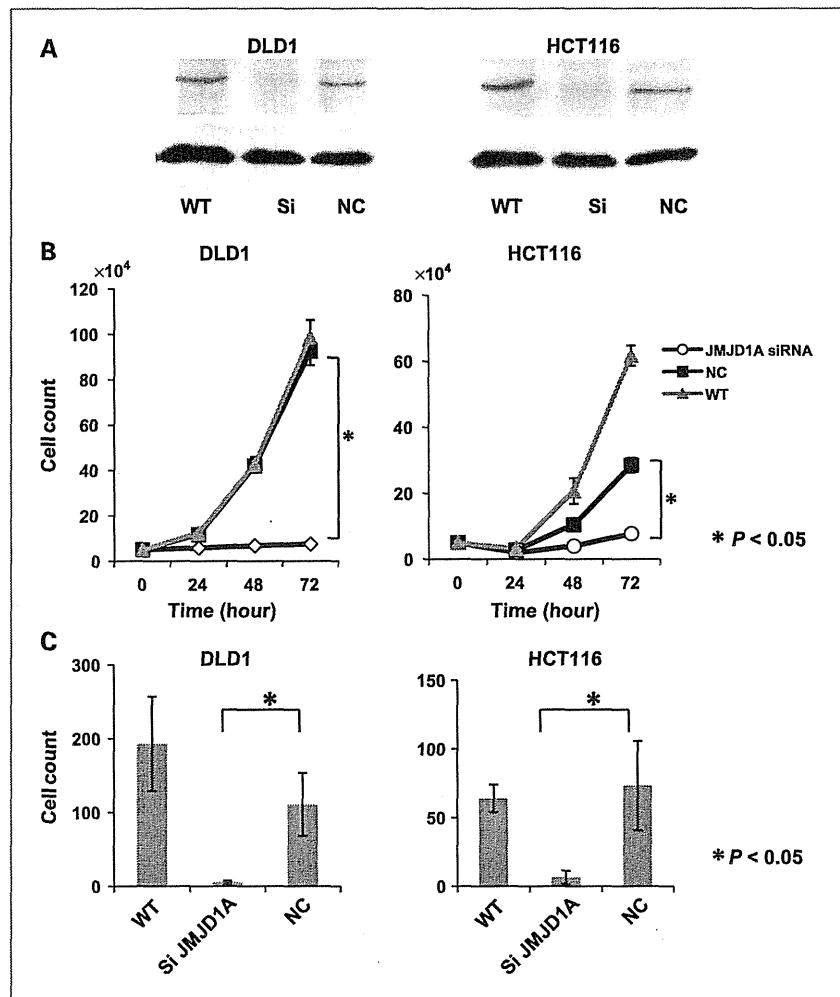 A
DLD1
HCT116
WT Si NC
WT Si NC
B
DLD1
×10⁴
Cell count
120
100
80
60
40
20
0
0 24 48 72
Time (hour)
*
HCT116
×10⁴
80
60
40
20
0
0 24 48 72
Time (hour)
*
JMJD1A siRNA
NC
WT
* P < 0.05
C
DLD1
Cell count
300
200
100
0
*
WT
Si JMJD1A
NC
HCT116
150
100
50
0
*
WT
Si JMJD1A
NC
* P < 0.05